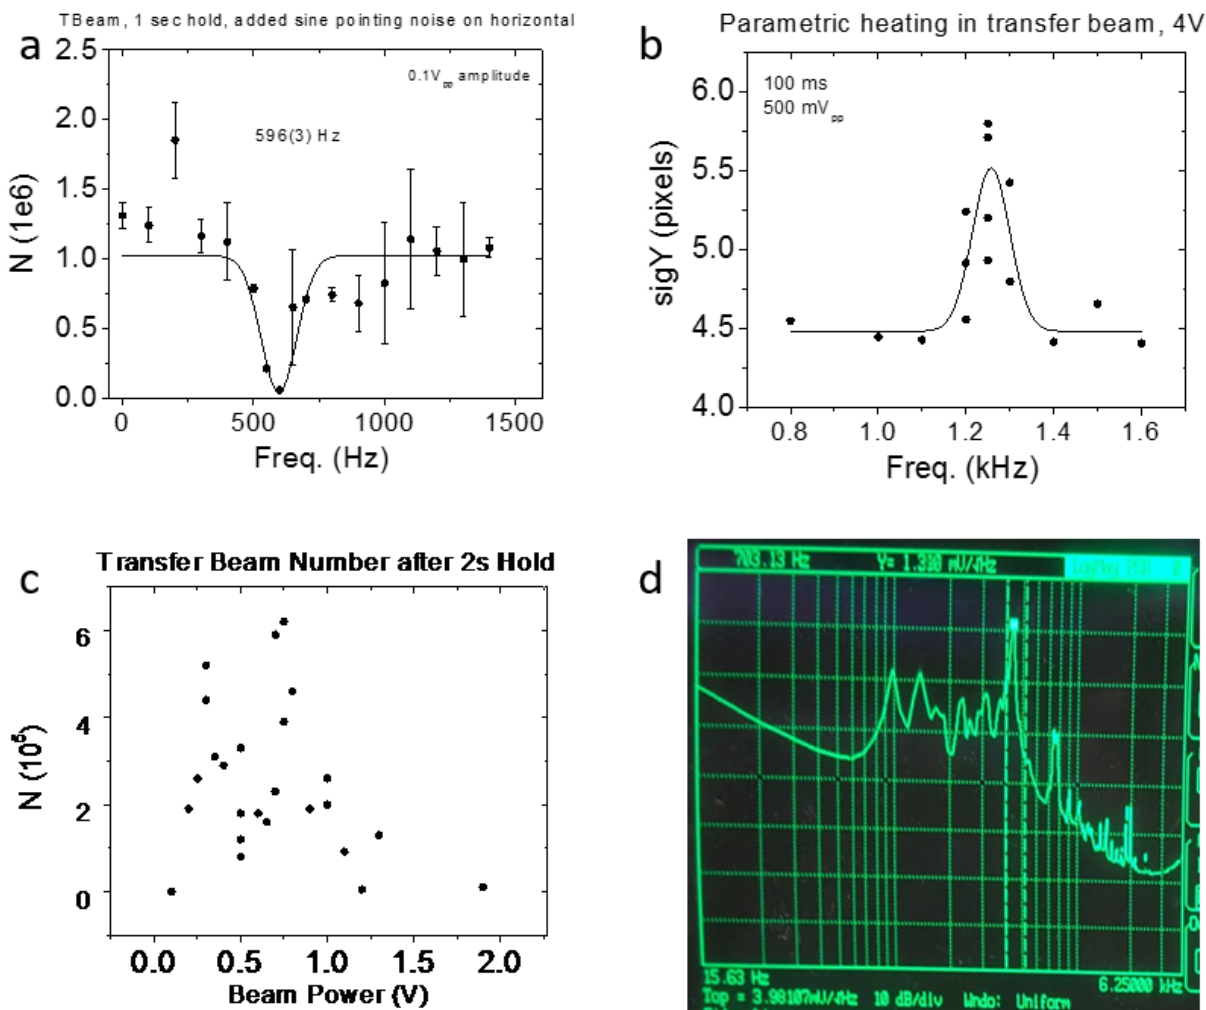 TBeam, 1 sec hold, added sine pointing noise on horizontal
a
2.5
2.0
1.5
1.0
0.5
0.0
N (1e6)
0.1Vpp amplitude
596(3) Hz
0
500
1000
1500
Freq. (Hz)
Parametric heating in transfer beam, 4V
b
6.0
5.5
5.0
4.5
4.0
sigY (pixels)
100 ms
500 mVpp
0.8
1.0
1.2
1.4
1.6
Freq. (kHz)
Transfer Beam Number after 2s Hold
c
6
4
2
0
0.0
0.5
1.0
1.5
2.0
Beam Power (V)
d
703.13 Hz
15.63 Hz
6.25000 kHz
Top = 3.98107mV/√Hz 10 dB/div Wndo: Uniform